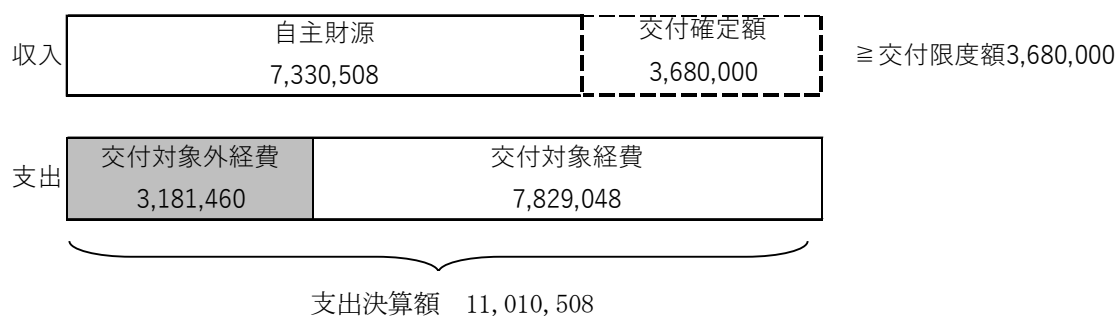 収入
自主財源
7,330,508
交付確定額
3,680,000
≧交付限度額3,680,000
支出
交付対象外経費
3,181,460
交付対象経費
7,829,048
支出決算額 11,010,508